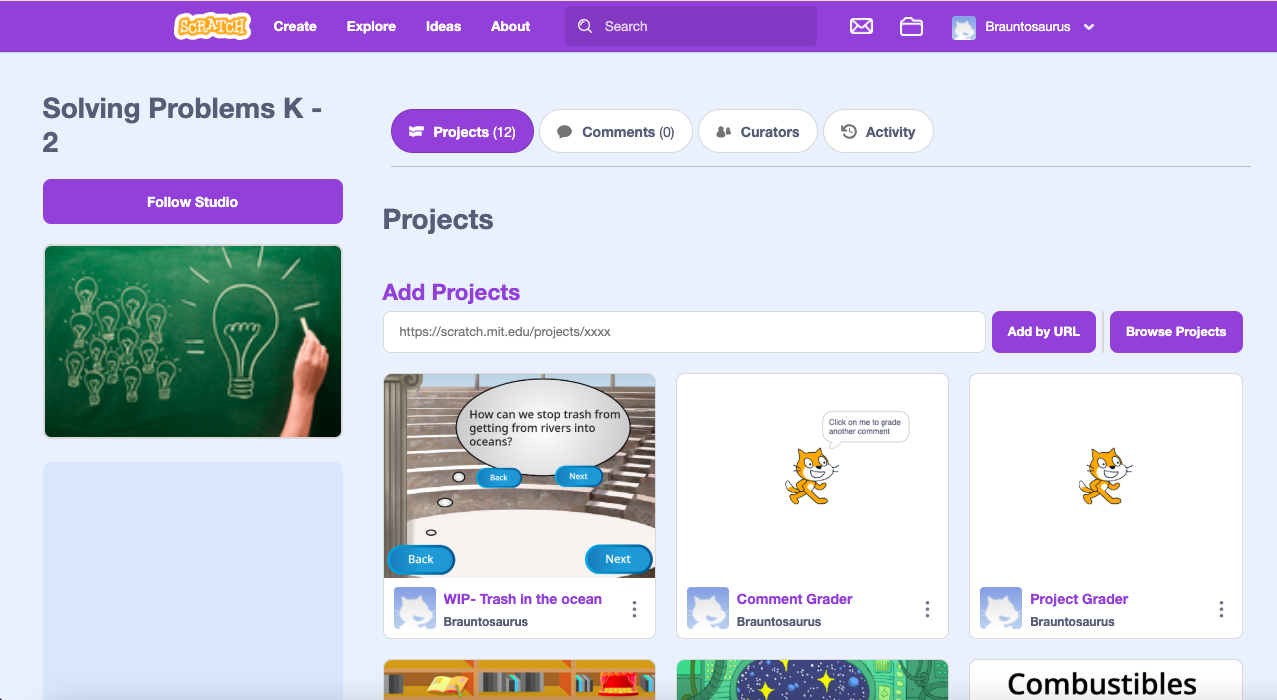 SCRATCH
Create
Explore
Ideas
About
Search
Brauntosaurus
Solving Problems K -
2
Follow Studio
Projects (12)
Comments (0)
Curators
Activity
Projects
Add Projects
https://scratch.mit.edu/projects/xxxx
Add by URL
Browse Projects
How can we stop trash from
getting from rivers into
oceans?
Back
Next
Back
Next
WIP- Trash in the ocean
Brauntosaurus
Click on me to grade
another comment
Comment Grader
Brauntosaurus
Project Grader
Brauntosaurus
Combustibles